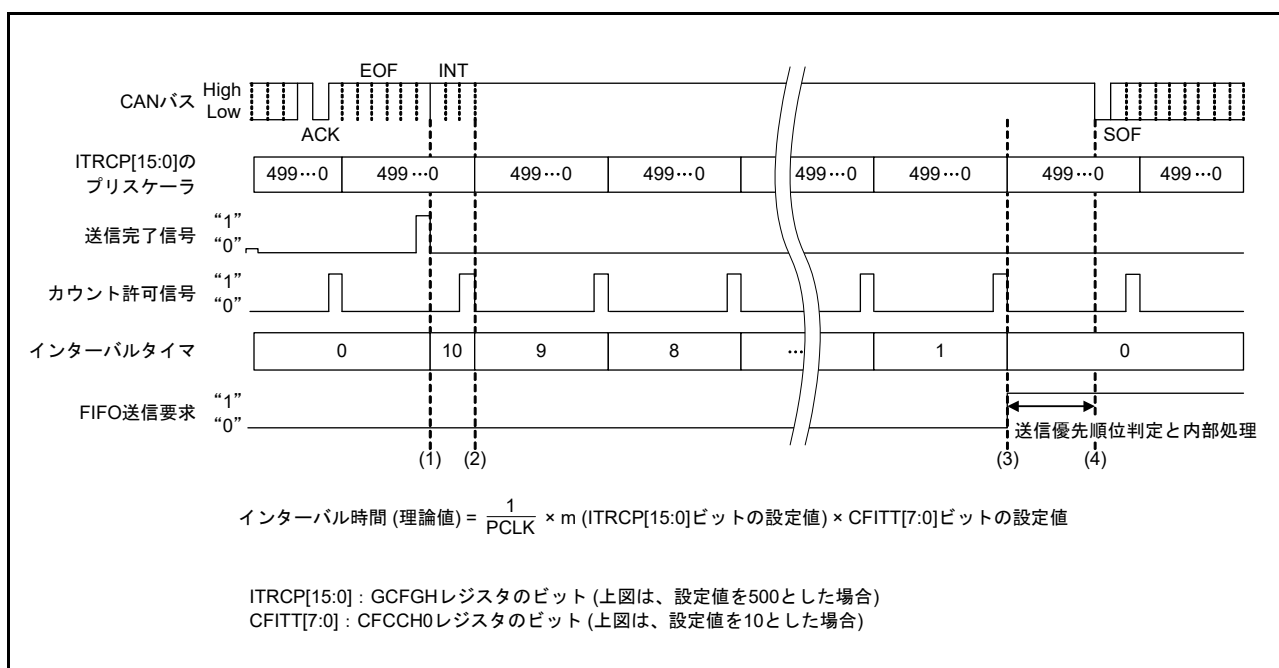 EOF INT
CANバス High
Low
ACK
SOF
ITRCP[15:0]の
プリスケーラ
499…0 499…0 499…0 499…0 499…0 499…0 499…0 499…0
送信完了信号 “1”
“0”
カウント許可信号 “1”
“0”
インターバルタイマ 0 10 9 8 … 1 0
FIFO送信要求 “1”
“0”
送信優先順位判定と内部処理
(1) (2) (3) (4)
インターバル時間 (理論値) = 1/PCLK × m (ITRCP[15:0]ビットの設定値) × CFITT[7:0]ビットの設定値
ITRCP[15:0] : GCFGHレジスタのビット (上図は、設定値を500とした場合)
CFITT[7:0] : CFCCH0レジスタのビット (上図は、設定値を10とした場合)